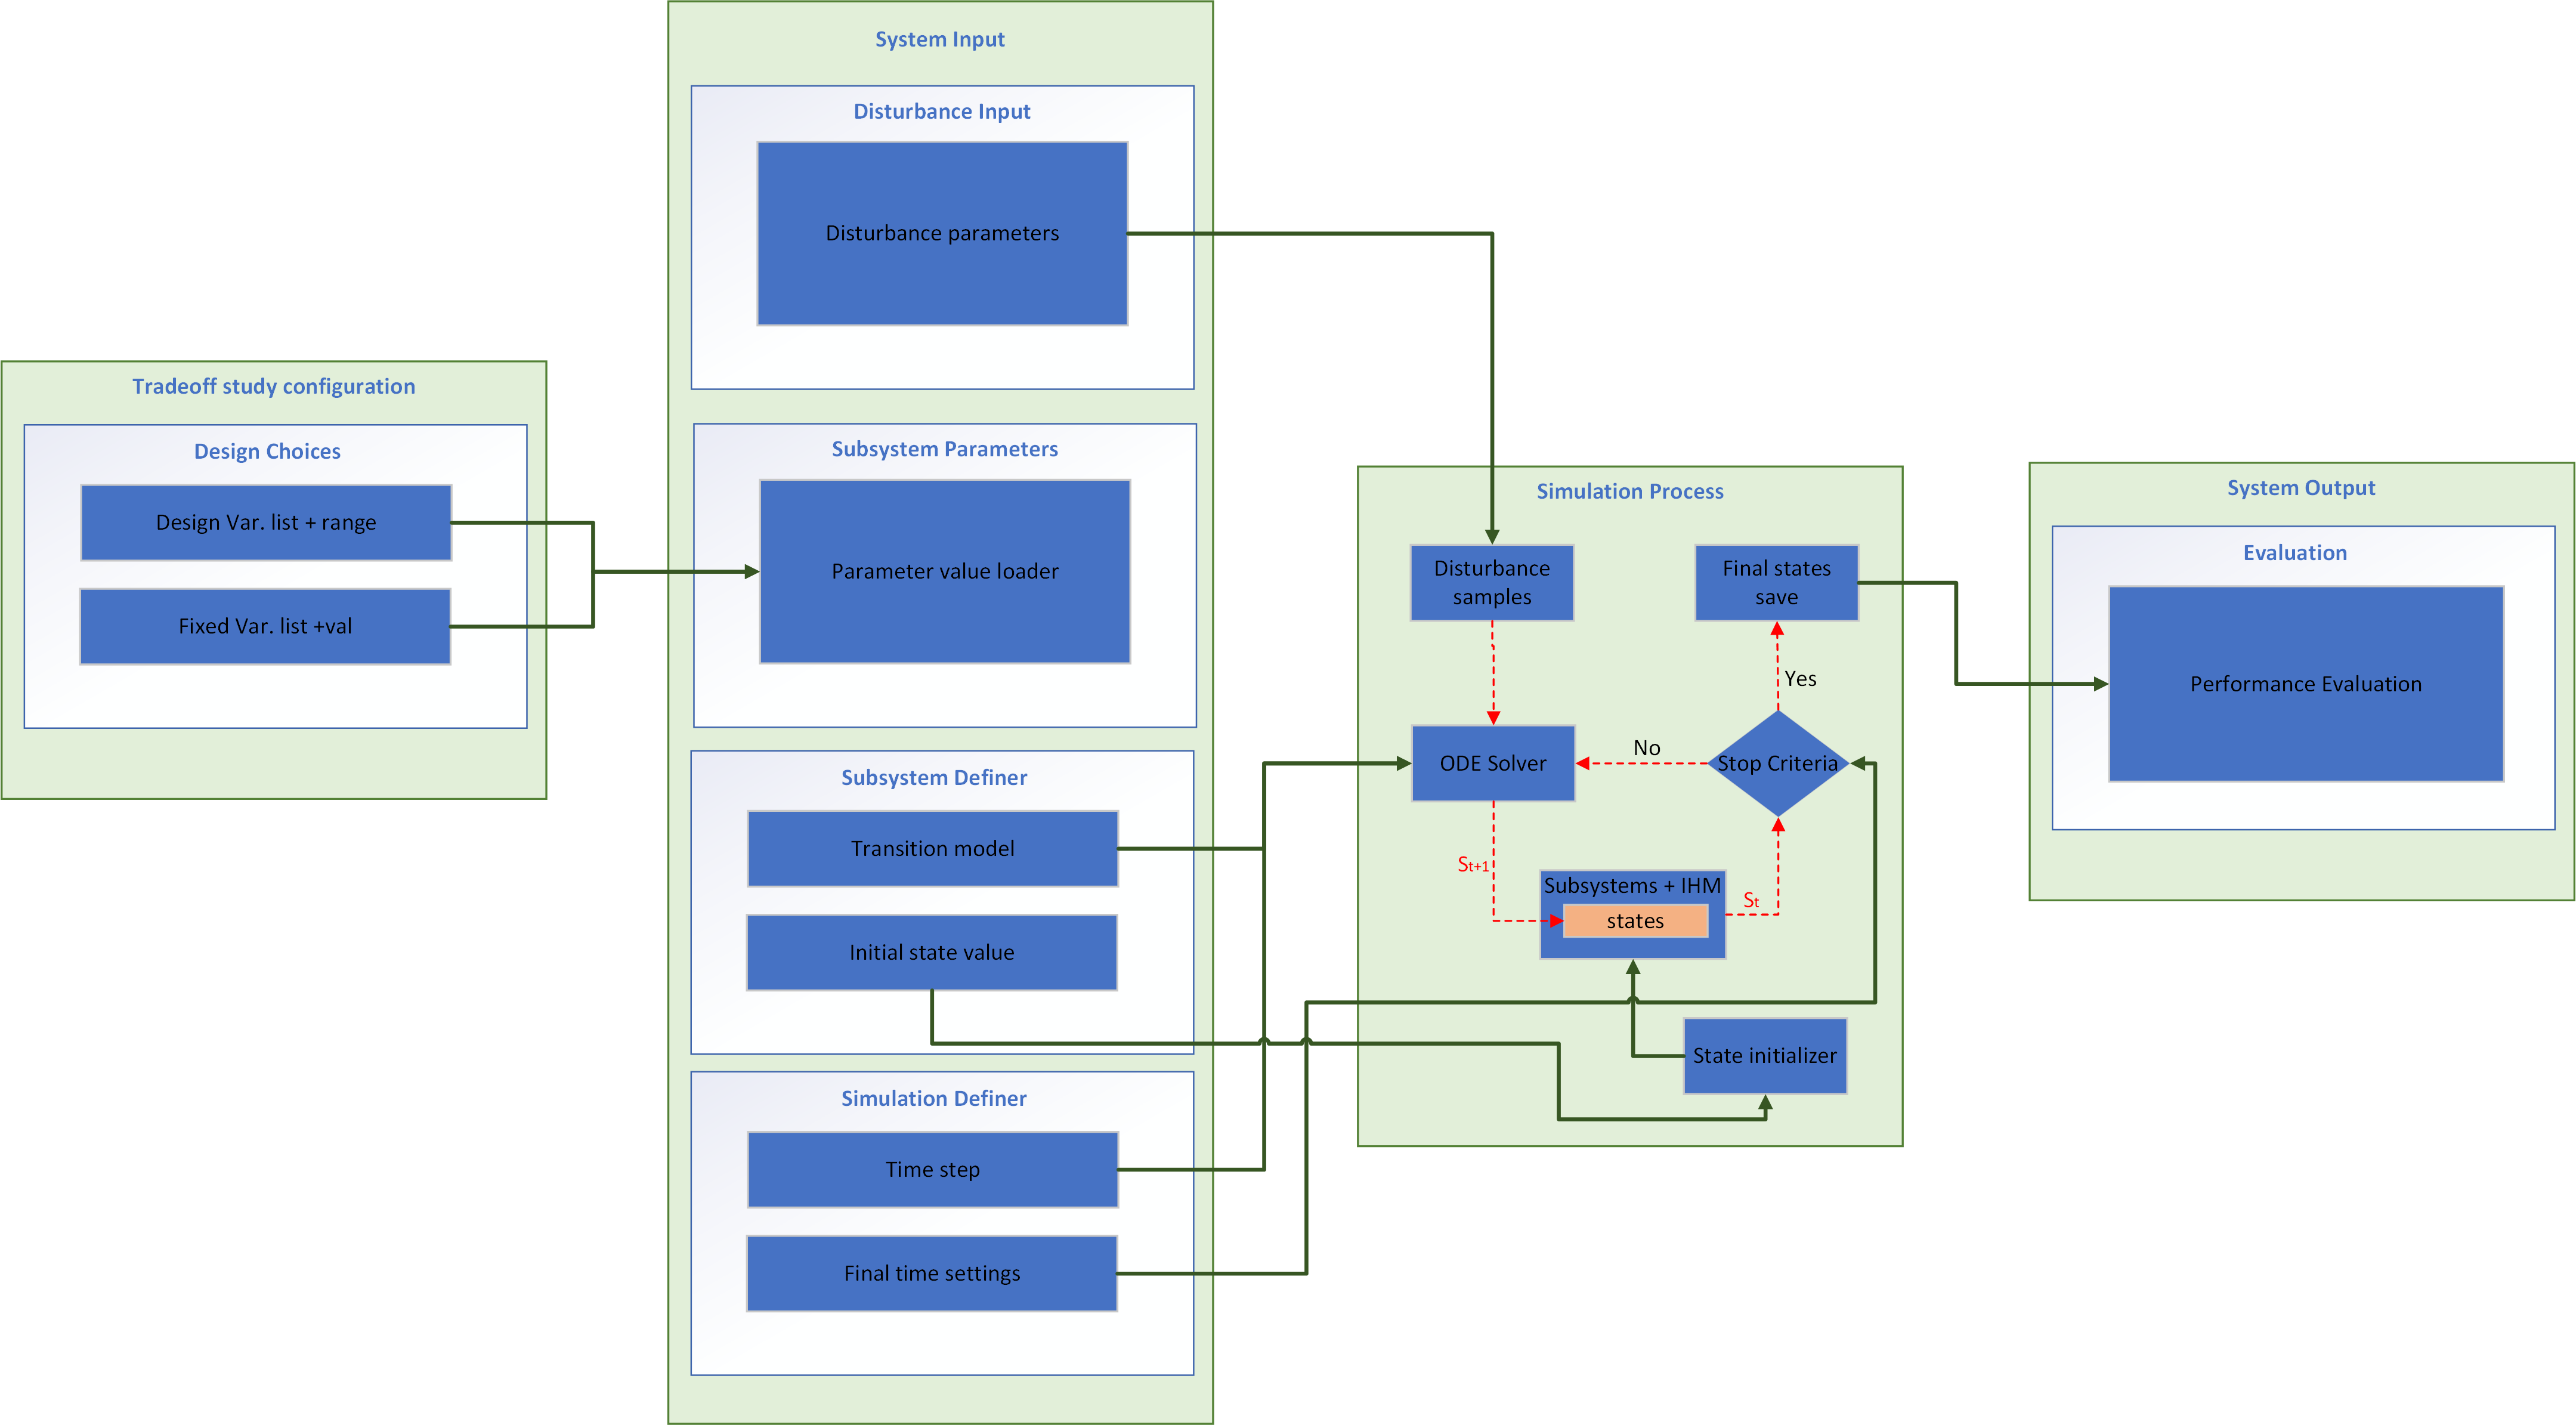 Tradeoff study configuration
Design Choices
Design Var. list + range
Fixed Var. list +val
System Input
Disturbance Input
Disturbance parameters
Subsystem Parameters
Parameter value loader
Subsystem Definer
Transition model
Initial state value
Simulation Definer
Time step
Final time settings
Simulation Process
Disturbance
samples
Final states
save
Yes
ODE Solver
No
Stop Criteria
St+1
Subsystems + IHM
states
St
State initializer
System Output
Evaluation
Performance Evaluation